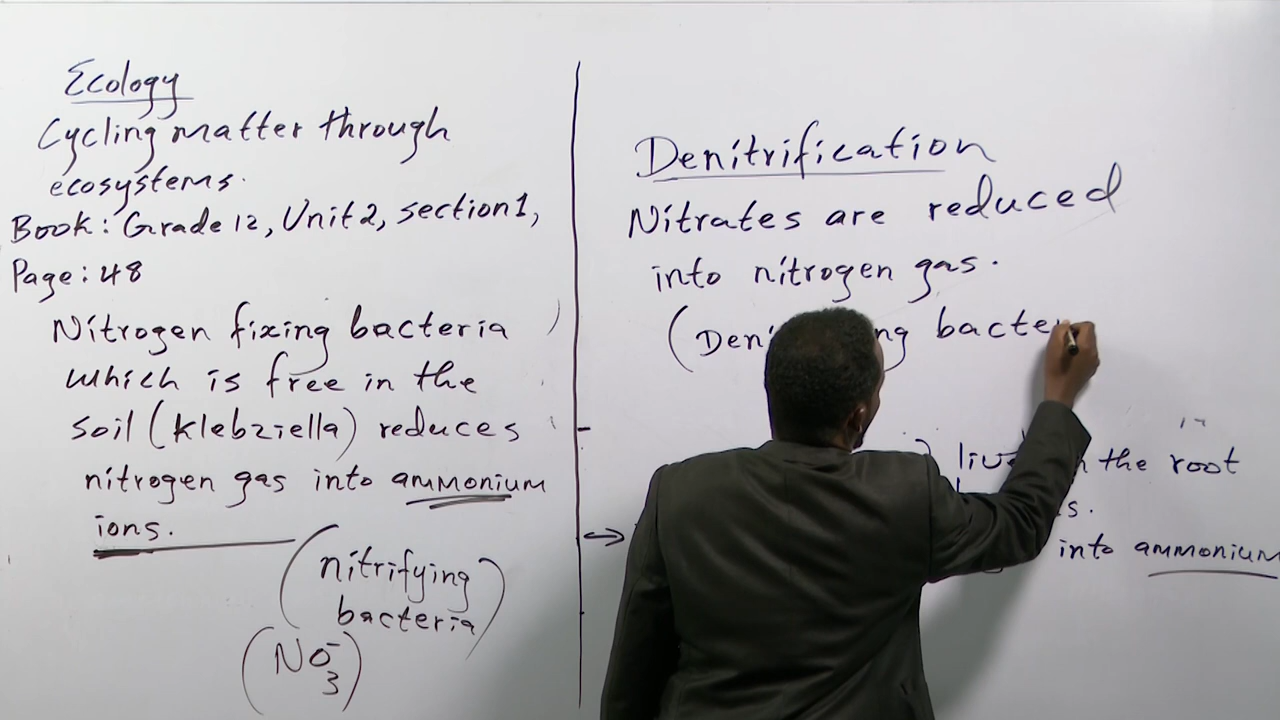 Ecology
Cycling matter through
ecosystems.
Book: Grade 12, Unit 2, section 1,
Page: 48
Nitrogen fixing bacteria
which is free in the
soil (klebziella) reduces
nitrogen gas into ammonium
ions.
(nitrifying
bacteria)
(NO₃⁻)
Denitrification
Nitrates are reduced
into nitrogen gas.
bacte
the root
into ammonium